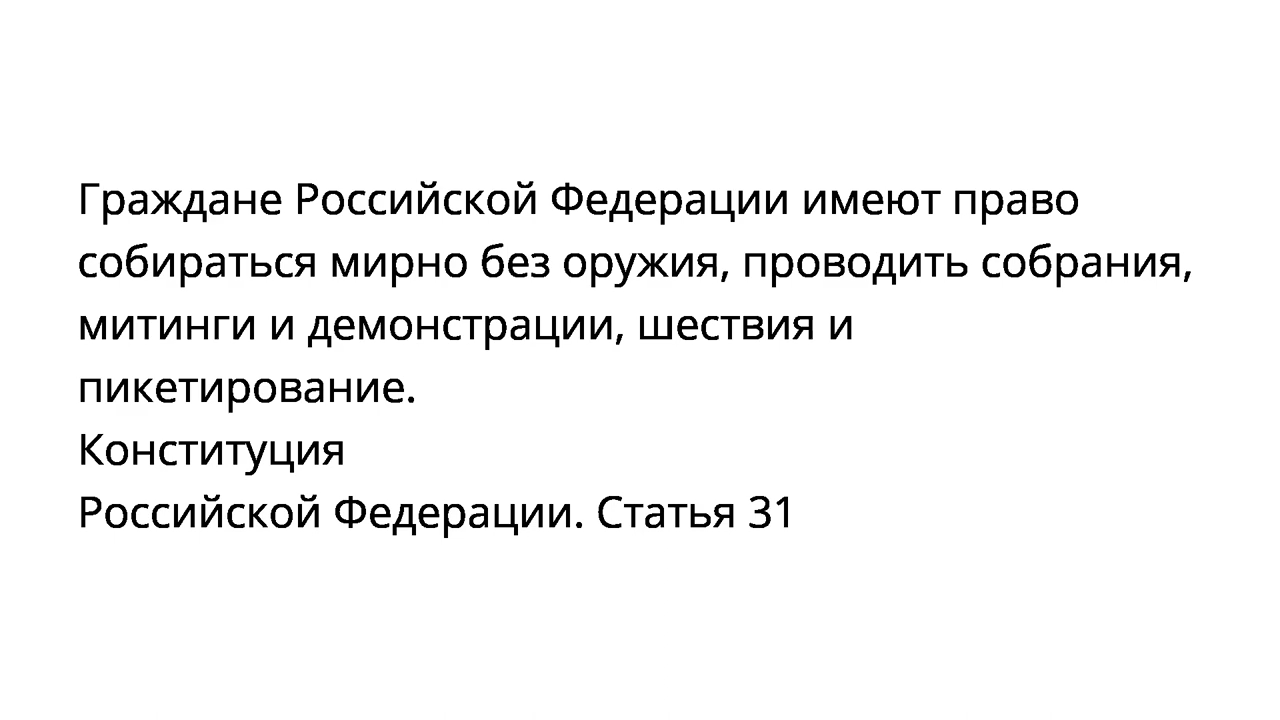 Граждане Российской Федерации имеют право
собираться мирно без оружия, проводить собрания,
митинги и демонстрации, шествия и
пикетирование.
Конституция
Российской Федерации. Статья 31